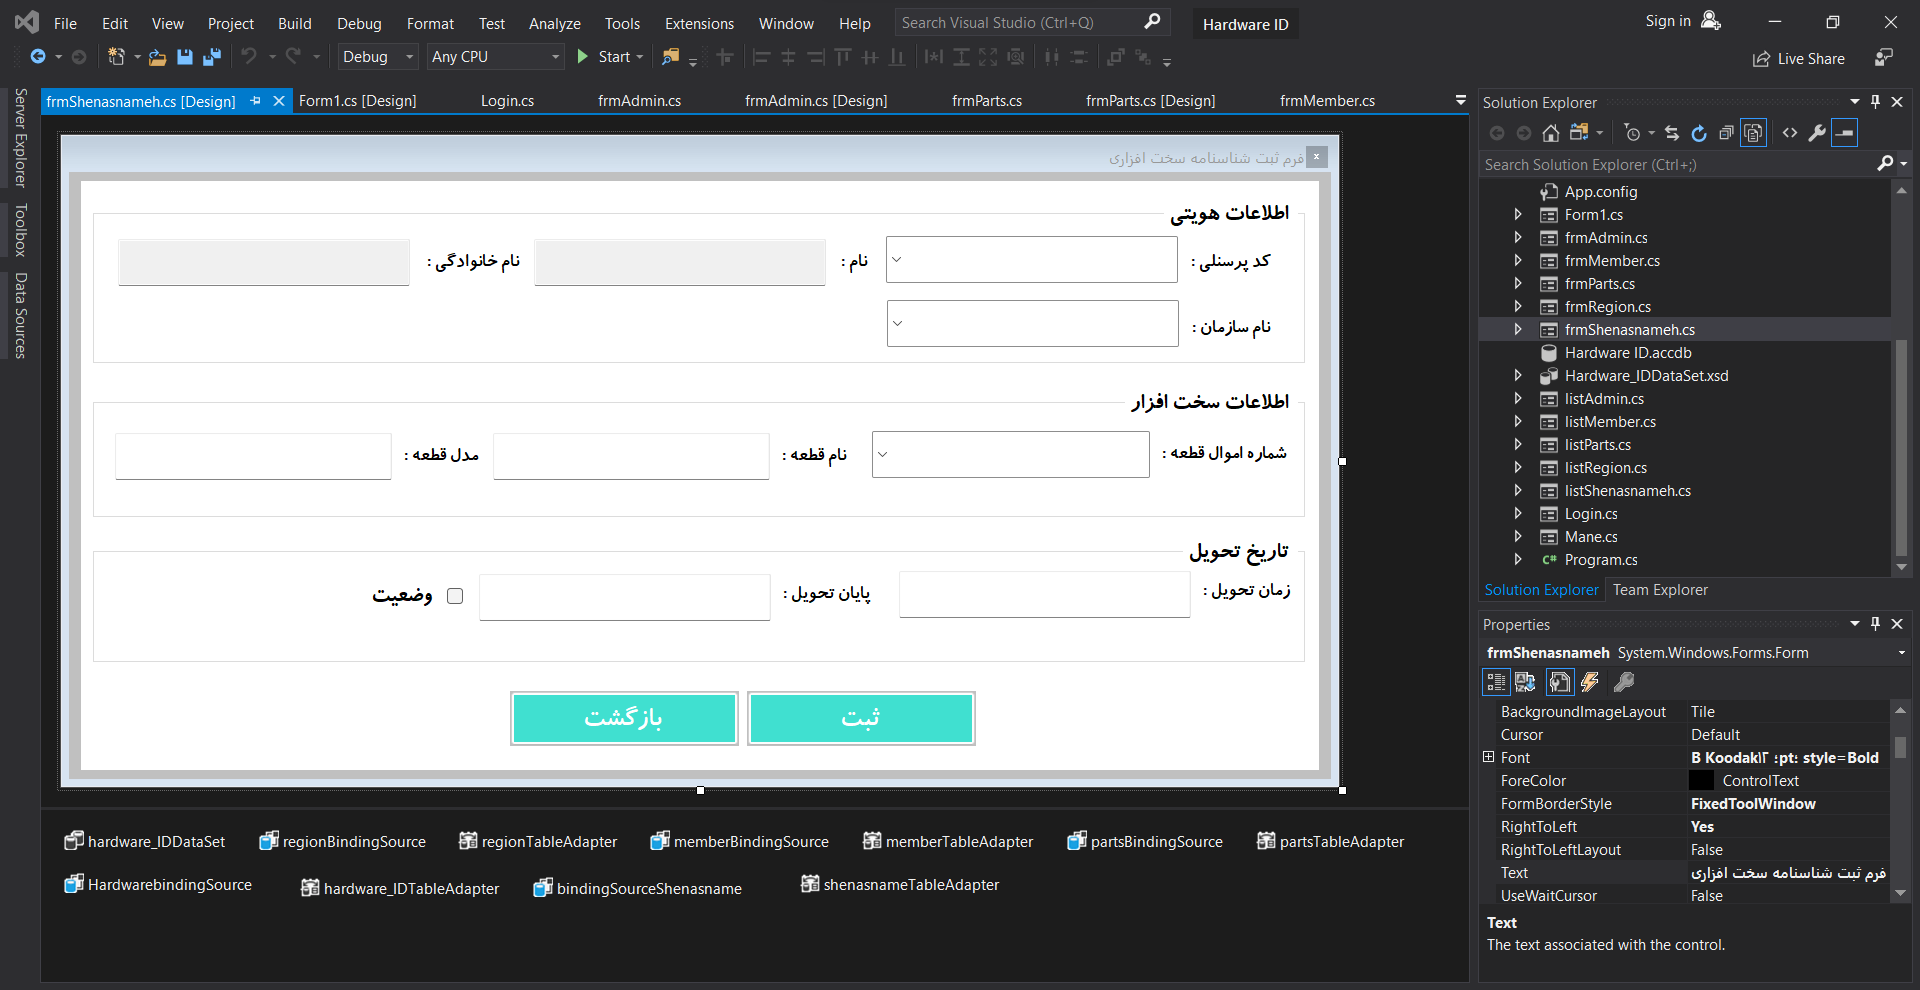 File Edit View Project Build Debug Format Test Analyze Tools Extensions Window Help Search Visual Studio (Ctrl+Q) Hardware ID Sign in
Debug Any CPU Start Live Share
Server Explorer
Toolbox
Data Sources
frmShenasnameh.cs [Design] Form1.cs [Design] Login.cs frmAdmin.cs frmAdmin.cs [Design] frmParts.cs frmParts.cs [Design] frmMember.cs
فرم ثبت شناسنامه سخت افزاری
اطلاعات هویتی
کد پرسنلی : نام : نام خانوادگی :
نام سازمان :
اطلاعات سخت افزار
شماره اموال قطعه : نام قطعه : مدل قطعه :
تاریخ تحویل
زمان تحویل : پایان تحویل : وضعیت
ثبت بازگشت
hardware_IDDataSet regionBindingSource regionTableAdapter memberBindingSource memberTableAdapter partsBindingSource partsTableAdapter
HardwarebindingSource hardware_IDTableAdapter bindingSourceShenasname shenasnameTableAdapter
Solution Explorer
Search Solution Explorer (Ctrl+;)
App.config
Form1.cs
frmAdmin.cs
frmMember.cs
frmParts.cs
frmRegion.cs
frmShenasnameh.cs
Hardware ID.accdb
Hardware_IDDataSet.xsd
listAdmin.cs
listMember.cs
listParts.cs
listRegion.cs
listShenasnameh.cs
Login.cs
Mane.cs
C# Program.cs
Solution Explorer Team Explorer
Properties
frmShenasnameh System.Windows.Forms.Form
BackgroundImageLayout Tile
Cursor Default
Font B Koodak style=Bold
ForeColor ControlText
FormBorderStyle FixedToolWindow
RightToLeft Yes
RightToLeftLayout False
Text فرم ثبت شناسنامه سخت افزاری
UseWaitCursor False
Text
The text associated with the control.